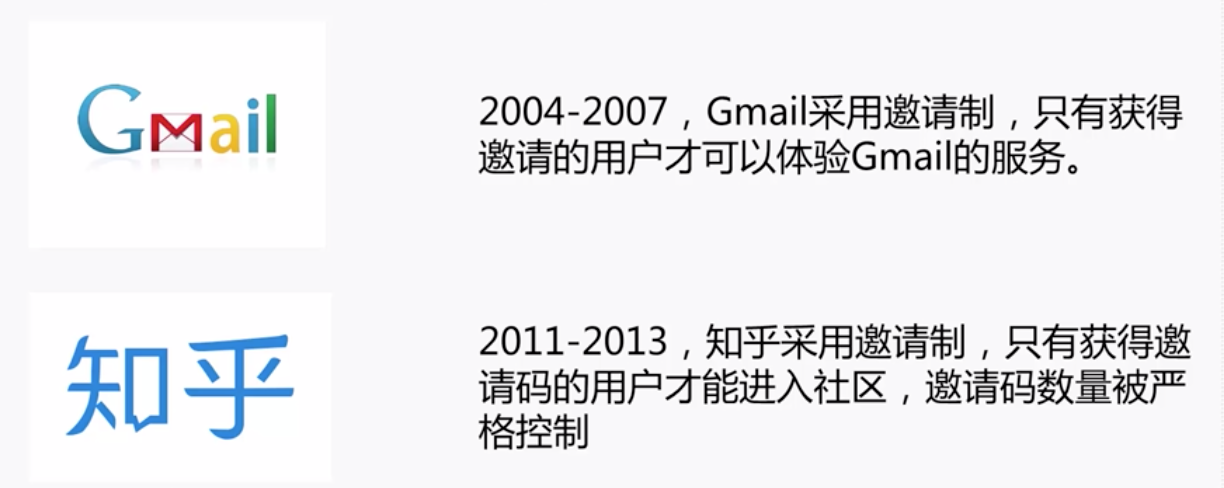 Gmail
2004-2007，Gmail采用邀请制，只有获得
邀请的用户才可以体验Gmail的服务。
知乎
2011-2013，知乎采用邀请制，只有获得邀
请码的用户才能进入社区，邀请码数量被严
格控制